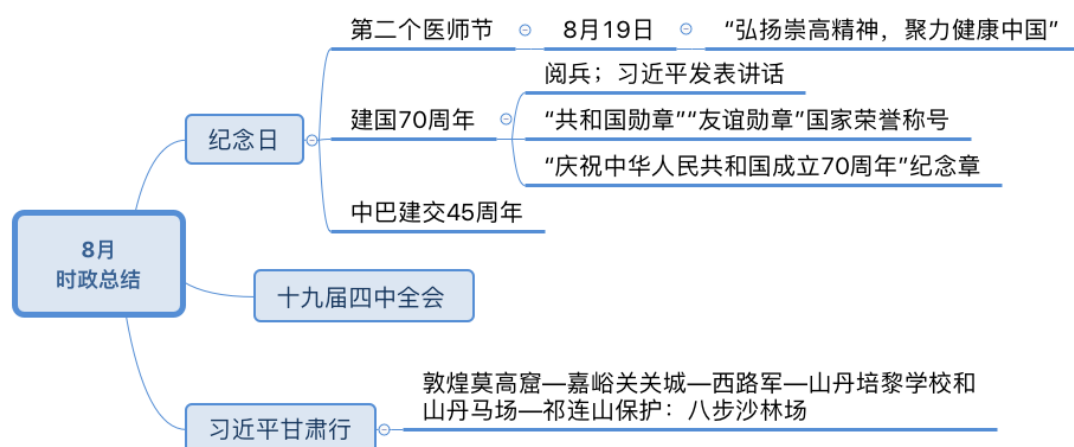 第二个医师节
8月19日
“弘扬崇高精神，聚力健康中国”
阅兵；习近平发表讲话
建国70周年
“共和国勋章”“友谊勋章”国家荣誉称号
纪念日
“庆祝中华人民共和国成立70周年”纪念章
中巴建交45周年
8月
时政总结
十九届四中全会
敦煌莫高窟—嘉峪关关城—西路军—山丹培黎学校和
山丹马场—祁连山保护：八步沙林场
习近平甘肃行